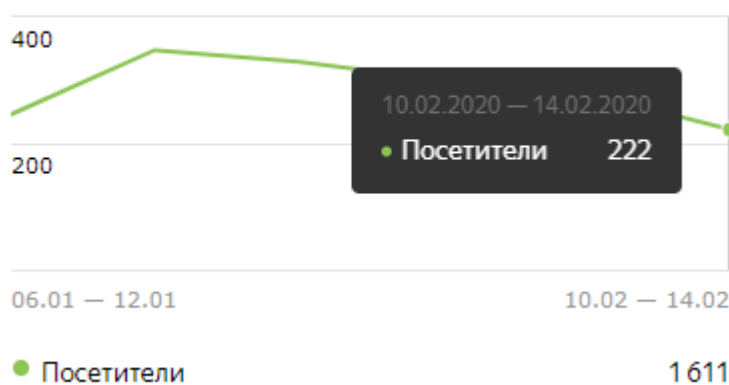 400
10.02.2020 — 14.02.2020
Посетители 222
200
06.01 — 12.01 10.02 — 14.02
Посетители 1 611